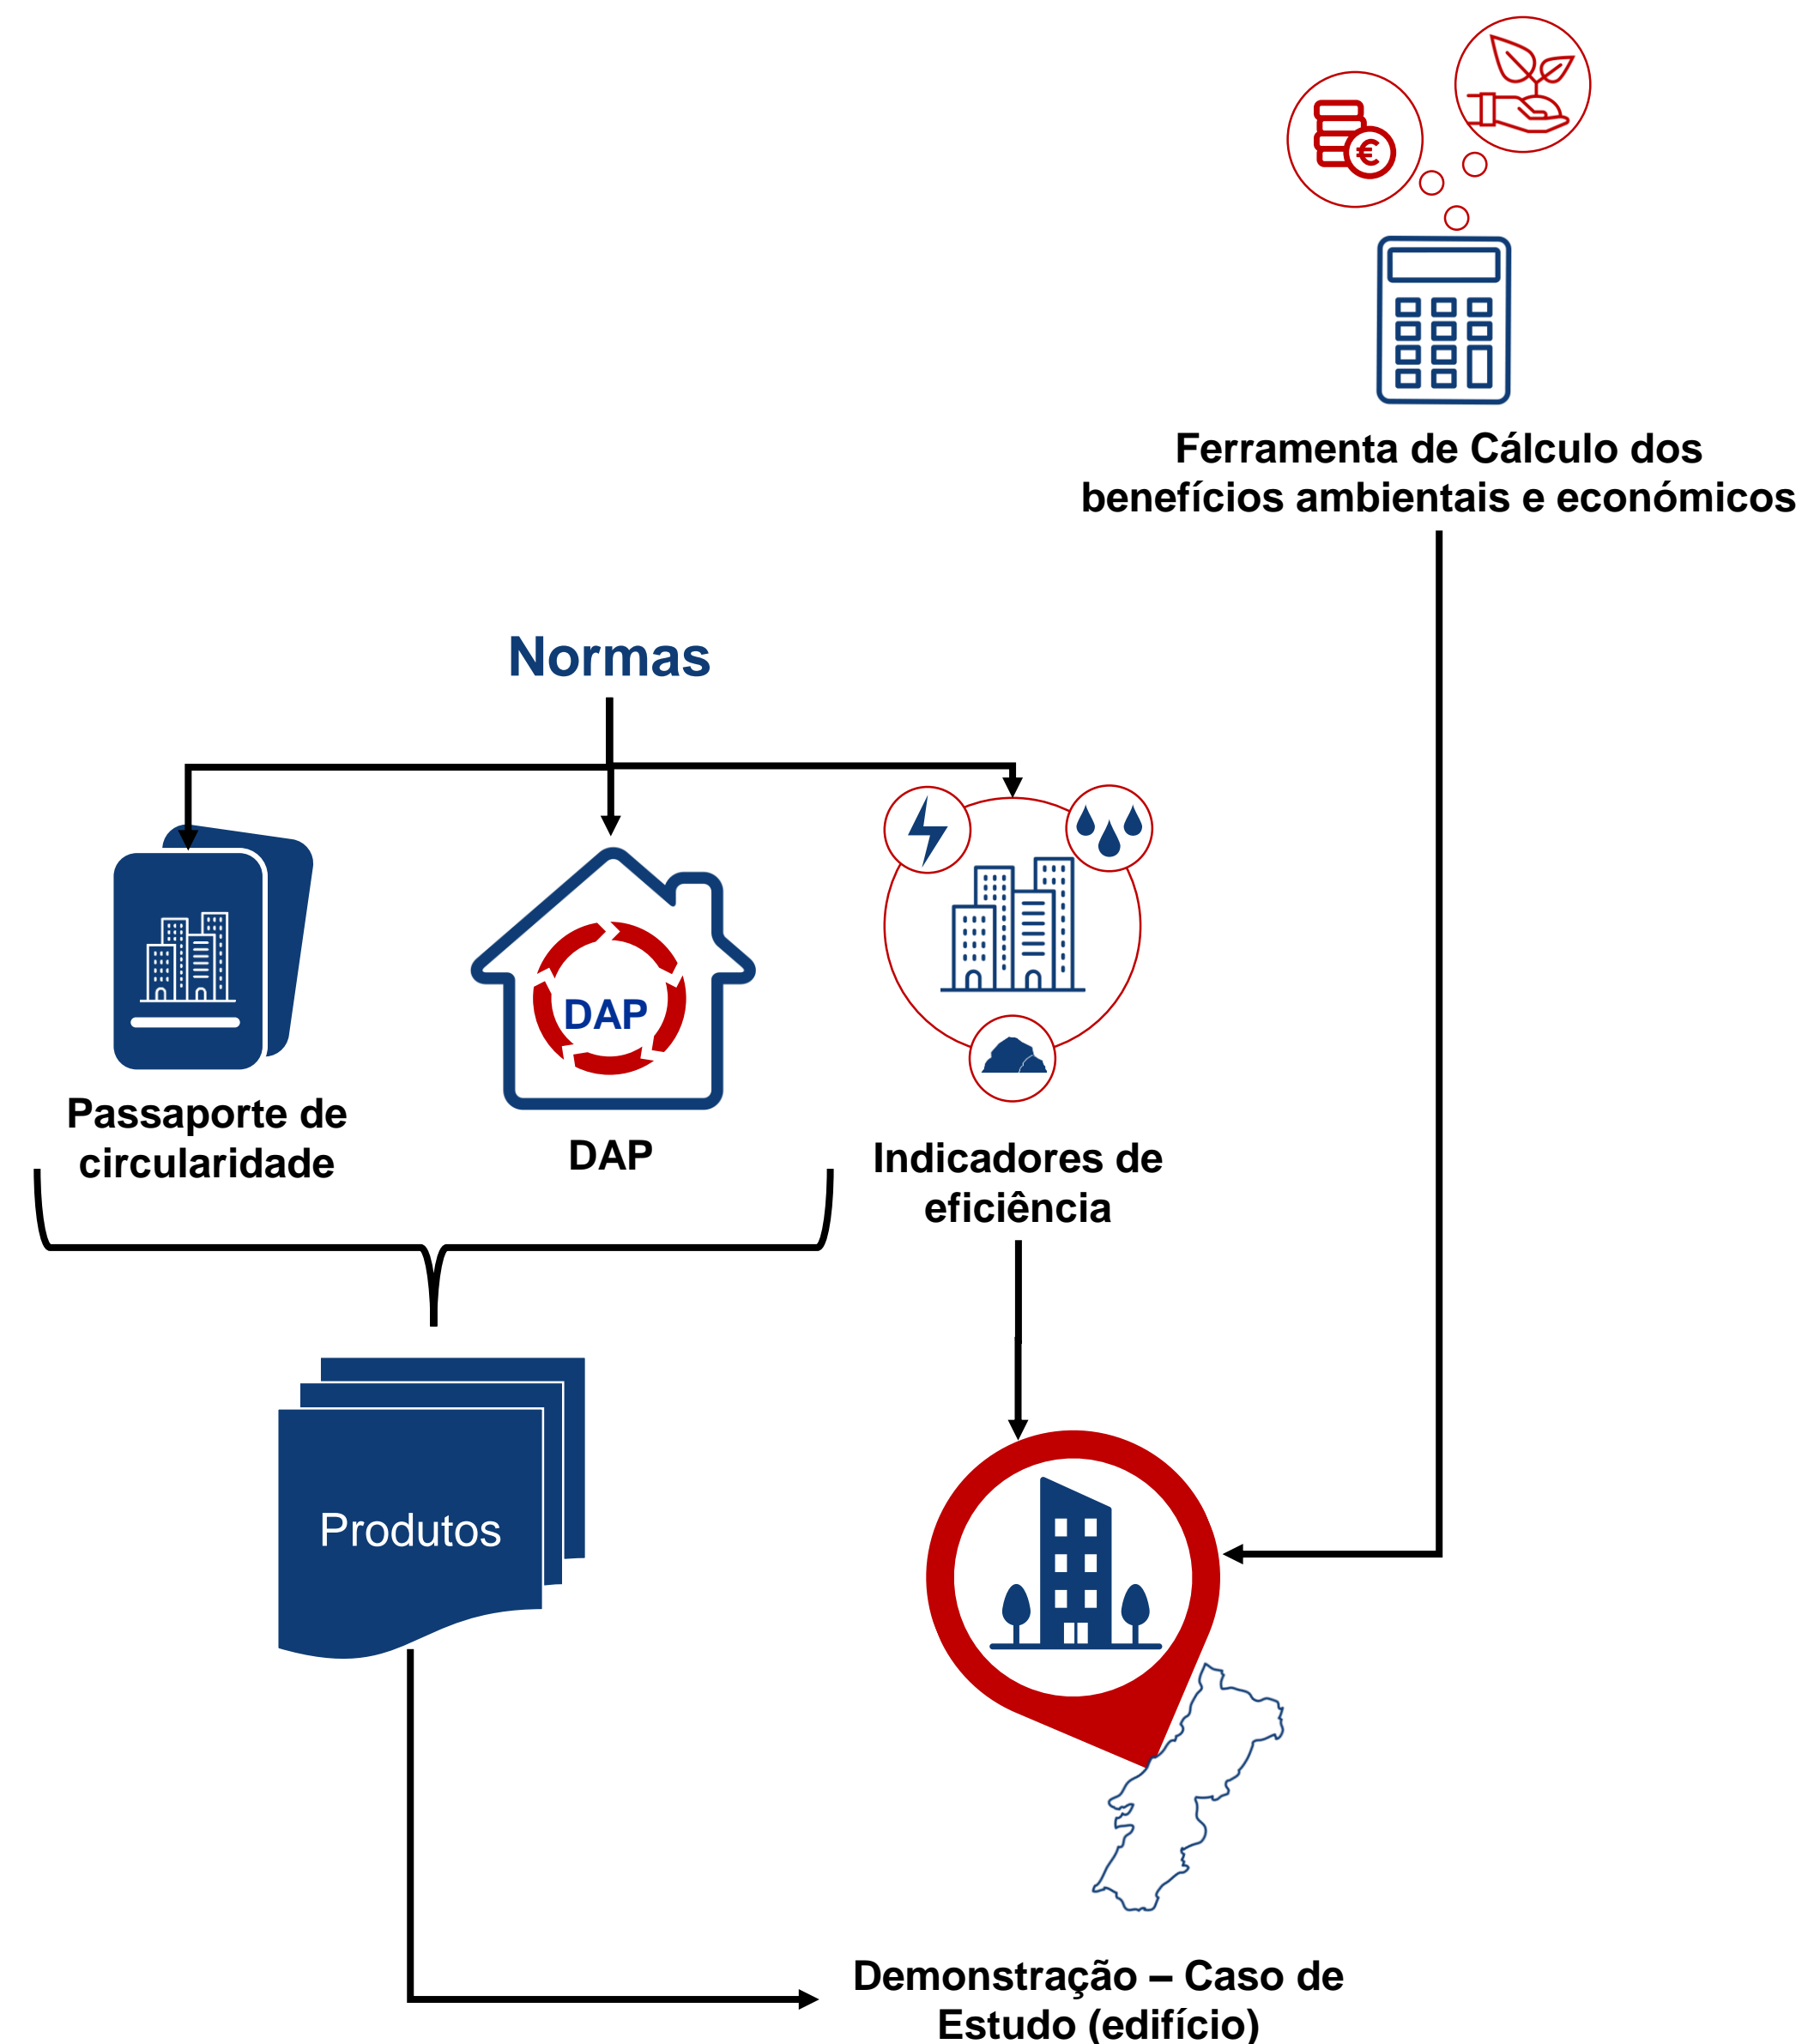 €
Ferramenta de Cálculo dos
benefícios ambientais e económicos
Normas
DAP
Passaporte de
circularidade
DAP
Indicadores de
eficiência
Produtos
Demonstração – Caso de
Estudo (edifício)